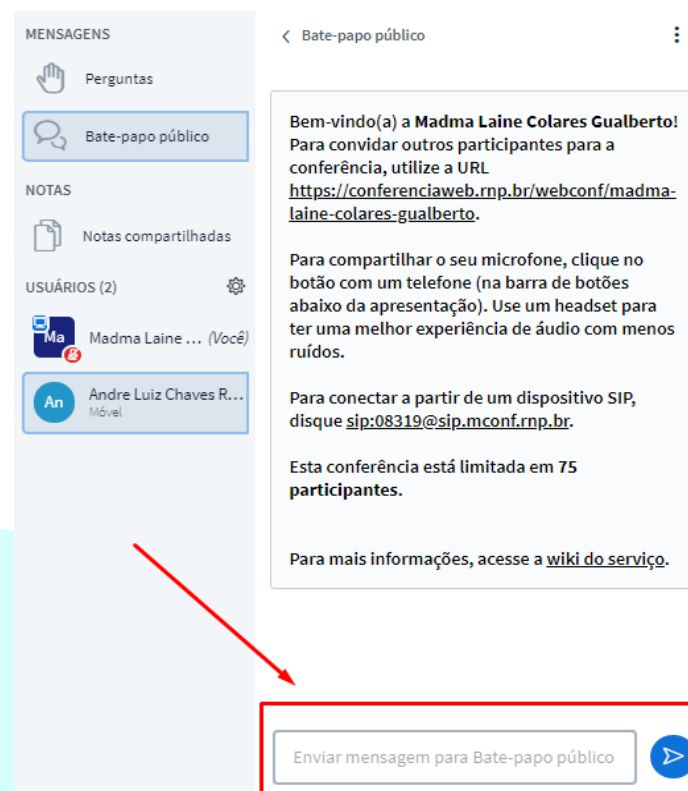 MENSAGENS
Perguntas
Bate-papo público
NOTAS
Notas compartilhadas
USUÁRIOS (2)
Ma
Madma Laine ... (Você)
An
Andre Luiz Chaves R...
Móvel
Bate-papo público
Bem-vindo(a) a Madma Laine Colares Gualberto!
Para convidar outros participantes para a
conferência, utilize a URL
https://conferenciaweb.rnp.br/webconf/madma-
laine-colares-gualberto.
Para compartilhar o seu microfone, clique no
botão com um telefone (na barra de botões
abaixo da apresentação). Use um headset para
ter uma melhor experiência de áudio com menos
ruídos.
Para conectar a partir de um dispositivo SIP,
disque sip:08319@sip.mconf.rnp.br.
Esta conferência está limitada em 75
participantes.
Para mais informações, acesse a wiki do serviço.
Enviar mensagem para Bate-papo público